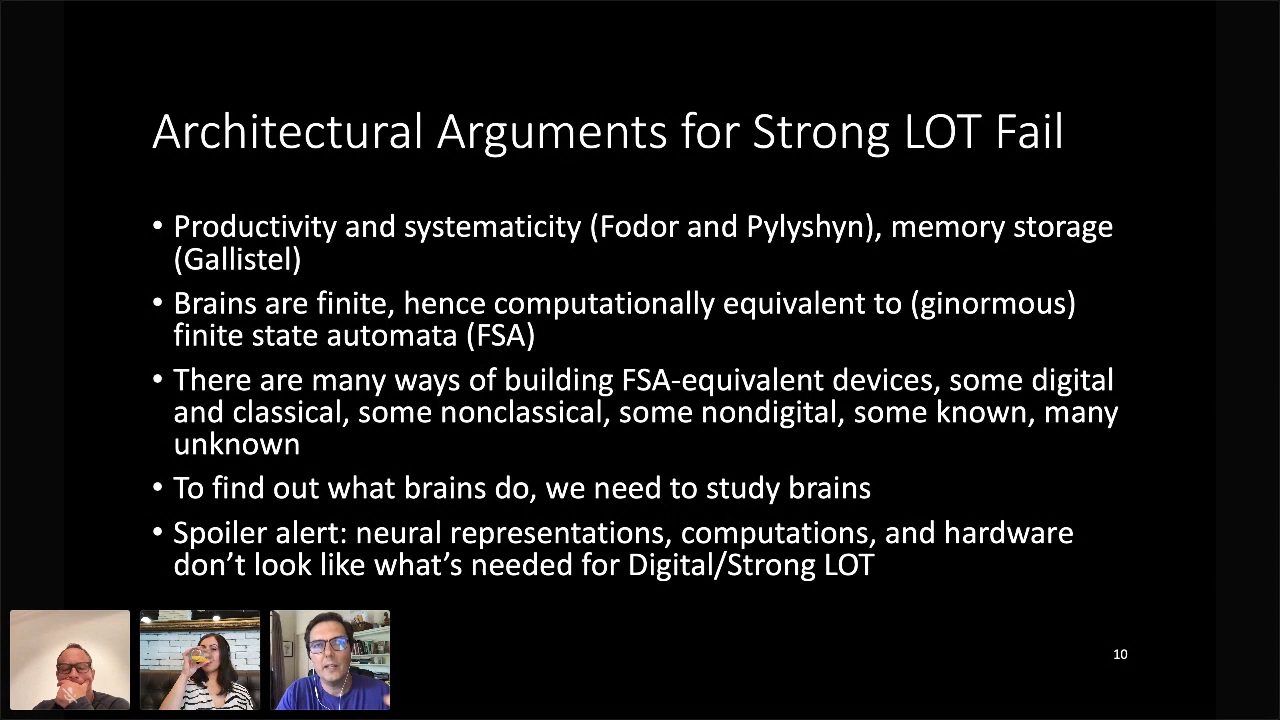 Architectural Arguments for Strong LOT Fail
• Productivity and systematicity (Fodor and Pylyshyn), memory storage
(Gallistel)
• Brains are finite, hence computationally equivalent to (ginormous)
finite state automata (FSA)
• There are many ways of building FSA-equivalent devices, some digital
and classical, some nonclassical, some nondigital, some known, many
unknown
• To find out what brains do, we need to study brains
• Spoiler alert: neural representations, computations, and hardware
don’t look like what’s needed for Digital/Strong LOT
10